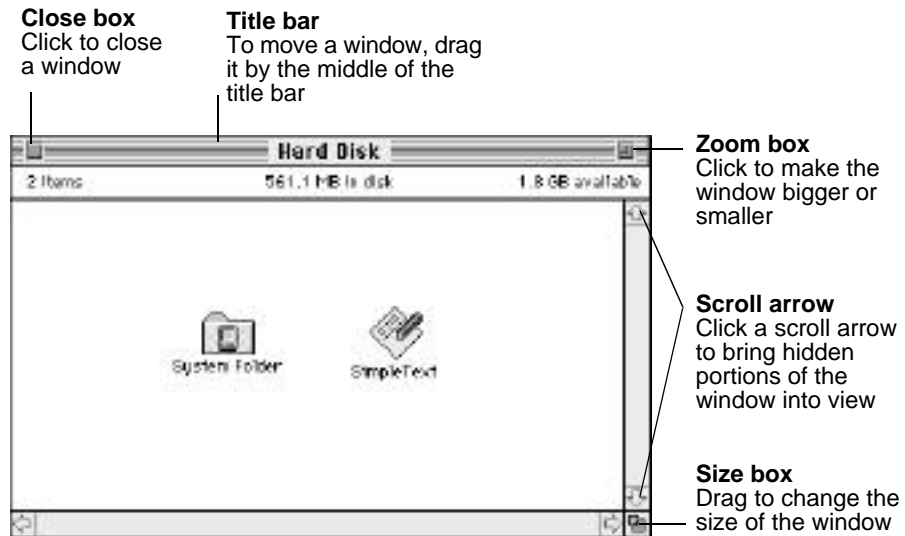 Close box
Click to close
a window
Title bar
To move a window, drag
it by the middle of the
title bar
Hard Disk
2 items
561.1 MB in disk
1.8 GB available
System Folder
SimpleText
Zoom box
Click to make the
window bigger or
smaller
Scroll arrow
Click a scroll arrow
to bring hidden
portions of the
window into view
Size box
Drag to change the
size of the window